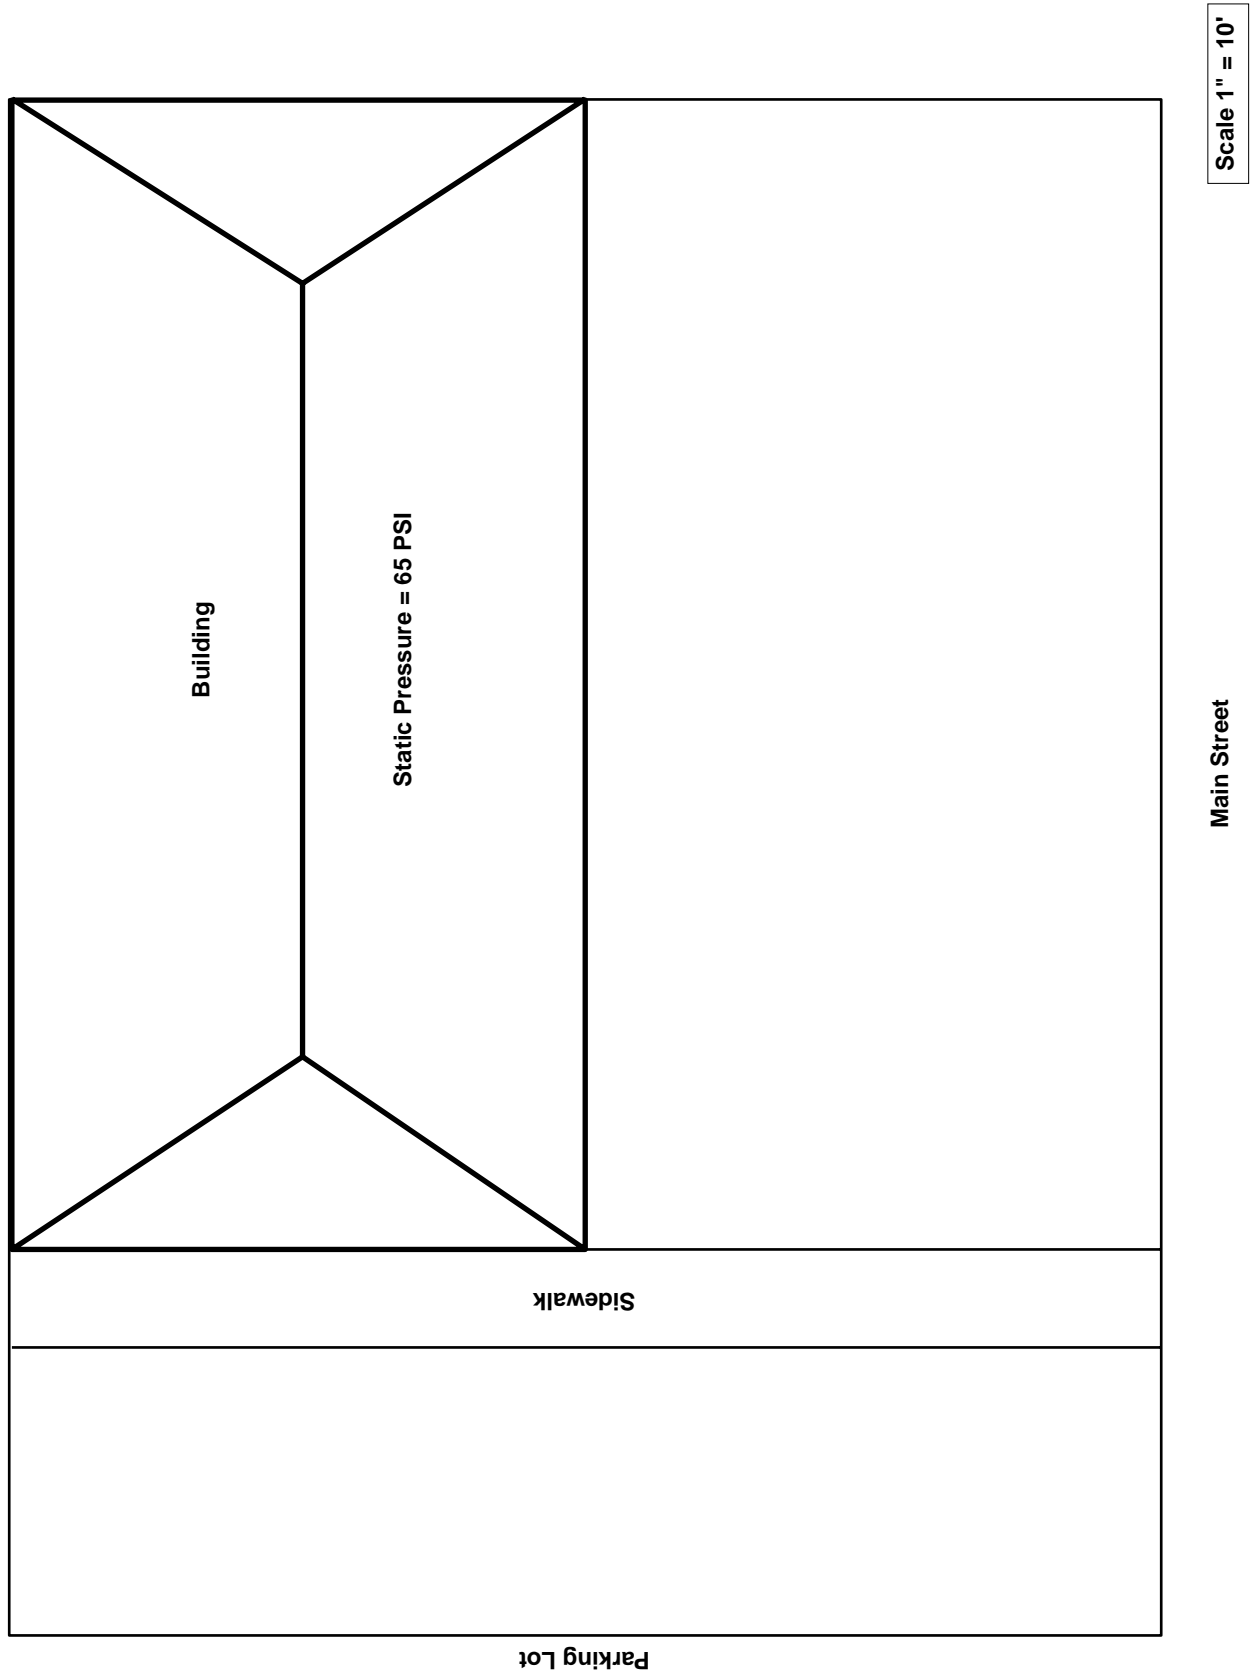 Scale 1" = 10'
Building
Static Pressure = 65 PSI
Main Street
Sidewalk
Parking Lot